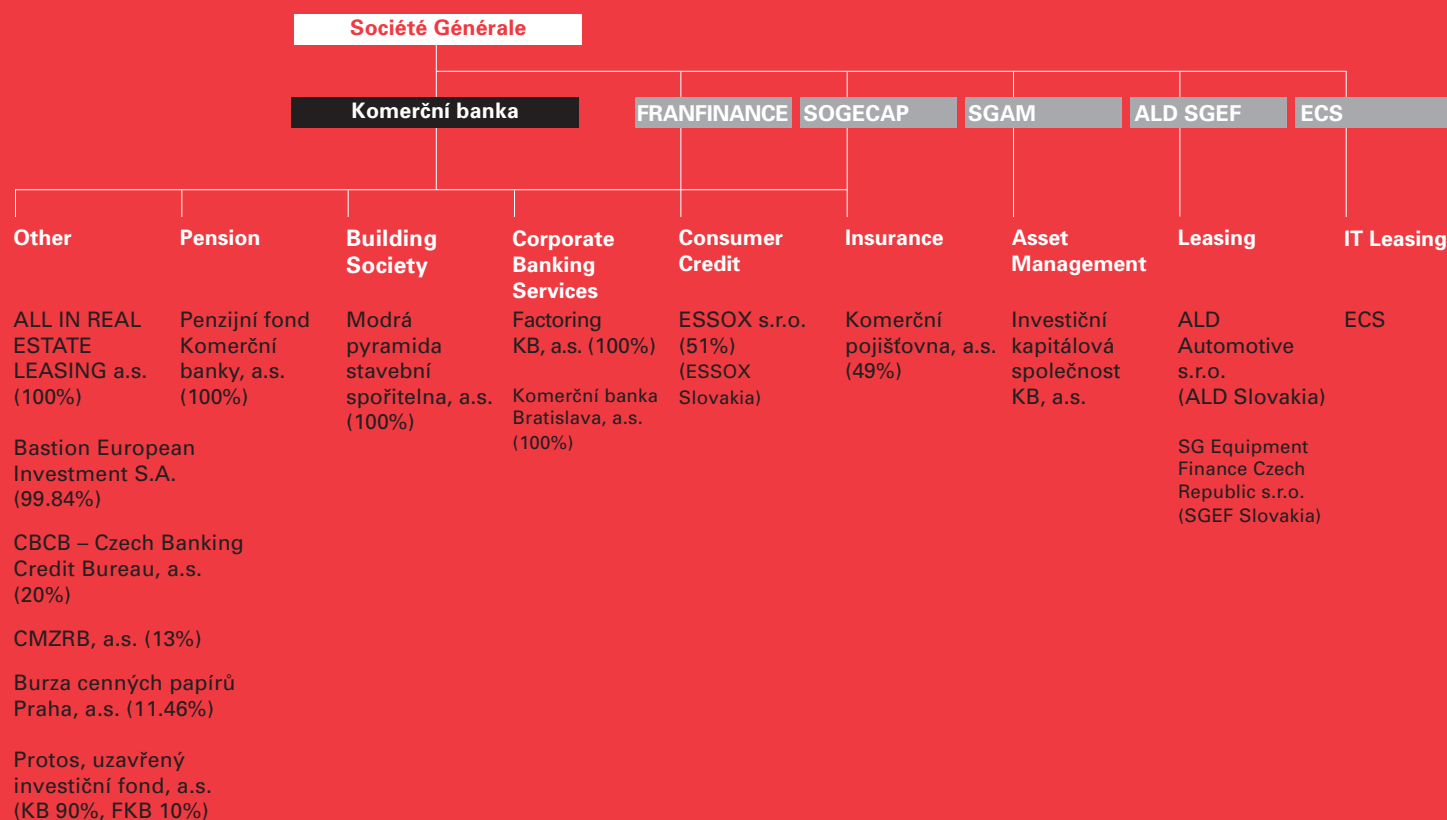 Société Générale
Komerční banka
FRANFINANCE
SOGECAP
SGAM
ALD SGEF
ECS
Other
ALL IN REAL
ESTATE
LEASING a.s.
(100%)
Bastion European
Investment S.A.
(99.84%)
CBCB – Czech Banking
Credit Bureau, a.s.
(20%)
CMZRB, a.s. (13%)
Burza cenných papírů
Praha, a.s. (11.46%)
Protos, uzavřený
investiční fond, a.s.
(KB 90%, FKB 10%)
Pension
Penzijní fond
Komerční
banky, a.s.
(100%)
Building
Society
Modrá
pyramida
stavební
spořitelna, a.s.
(100%)
Corporate
Banking
Services
Factoring
KB, a.s. (100%)
Komerční banka
Bratislava, a.s.
(100%)
Consumer
Credit
ESSOX s.r.o.
(51%)
(ESSOX
Slovakia)
Insurance
Komerční
pojišťovna, a.s.
(49%)
Asset
Management
Investiční
kapitálová
společnost
KB, a.s.
Leasing
ALD
Automotive
s.r.o.
(ALD Slovakia)
SG Equipment
Finance Czech
Republic s.r.o.
(SGEF Slovakia)
IT Leasing
ECS